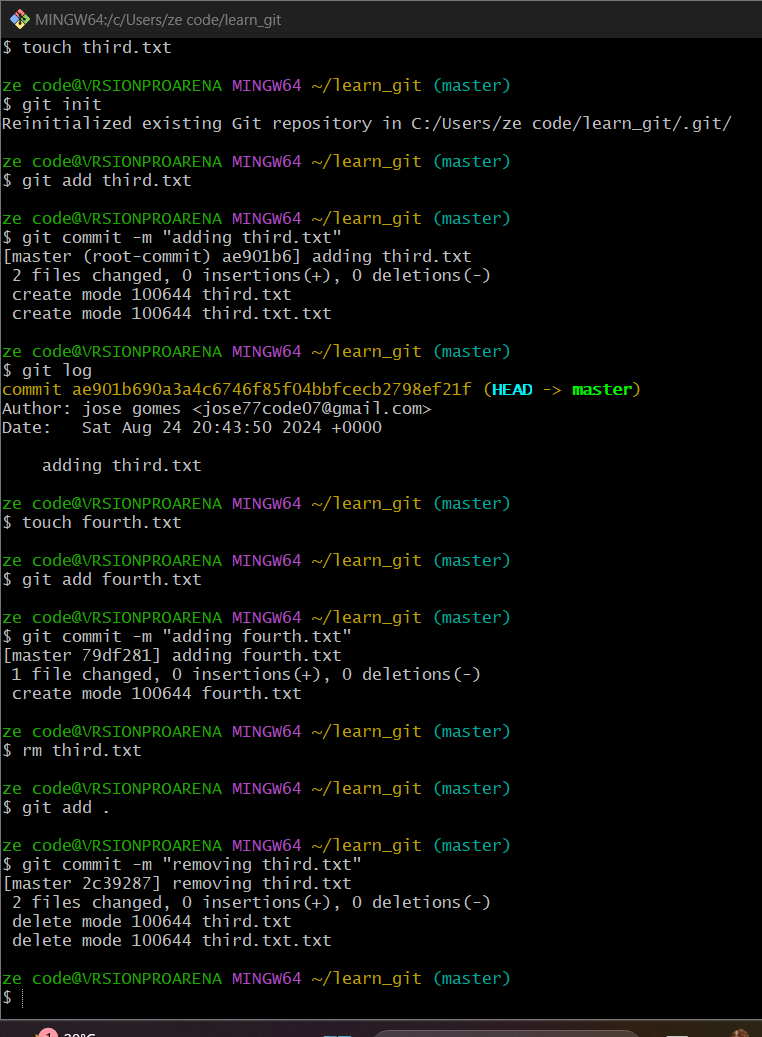 MINGW64:/c/Users/ze code/learn_git
$ touch third.txt
ze code@VRSIONPROARENA MINGW64 ~/learn_git (master)
$ git init
Reinitialized existing Git repository in C:/Users/ze code/learn_git/.git/
ze code@VRSIONPROARENA MINGW64 ~/learn_git (master)
$ git add third.txt
ze code@VRSIONPROARENA MINGW64 ~/learn_git (master)
$ git commit -m "adding third.txt"
[master (root-commit) ae901b6] adding third.txt
 2 files changed, 0 insertions(+), 0 deletions(-)
 create mode 100644 third.txt
 create mode 100644 third.txt.txt
ze code@VRSIONPROARENA MINGW64 ~/learn_git (master)
$ git log
commit ae901b690a3a4c6746f85f04bbfcecb2798ef21f (HEAD -> master)
Author: jose gomes <jose77code07@gmail.com>
Date:   Sat Aug 24 20:43:50 2024 +0000
    adding third.txt
ze code@VRSIONPROARENA MINGW64 ~/learn_git (master)
$ touch fourth.txt
ze code@VRSIONPROARENA MINGW64 ~/learn_git (master)
$ git add fourth.txt
ze code@VRSIONPROARENA MINGW64 ~/learn_git (master)
$ git commit -m "adding fourth.txt"
[master 79df281] adding fourth.txt
 1 file changed, 0 insertions(+), 0 deletions(-)
 create mode 100644 fourth.txt
ze code@VRSIONPROARENA MINGW64 ~/learn_git (master)
$ rm third.txt
ze code@VRSIONPROARENA MINGW64 ~/learn_git (master)
$ git add .
ze code@VRSIONPROARENA MINGW64 ~/learn_git (master)
$ git commit -m "removing third.txt"
[master 2c39287] removing third.txt
 2 files changed, 0 insertions(+), 0 deletions(-)
 delete mode 100644 third.txt
 delete mode 100644 third.txt.txt
ze code@VRSIONPROARENA MINGW64 ~/learn_git (master)
$